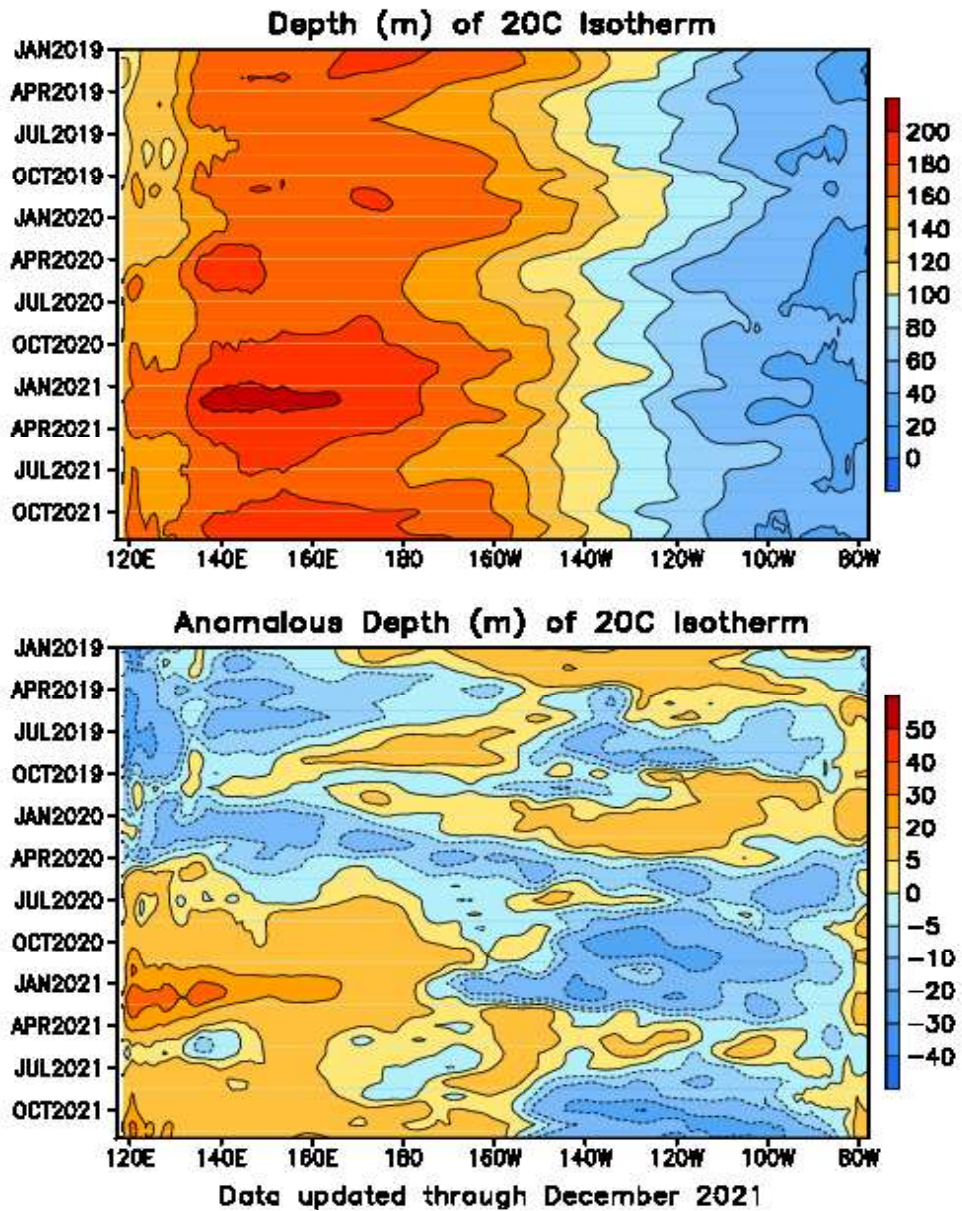 Depth (m) of 20C Isotherm
JAN2019
APR2019
JUL2019
OCT2019
JAN2020
APR2020
JUL2020
OCT2020
JAN2021
APR2021
JUL2021
OCT2021
120E 140E 160E 180 160W 140W 120W 100W 80W
200
180
160
140
120
100
80
60
40
20
0
Anomalous Depth (m) of 20C Isotherm
JAN2019
APR2019
JUL2019
OCT2019
JAN2020
APR2020
JUL2020
OCT2020
JAN2021
APR2021
JUL2021
OCT2021
120E 140E 160E 180 160W 140W 120W 100W 80W
50
40
30
20
5
0
-5
-10
-20
-30
-40
Data updated through December 2021